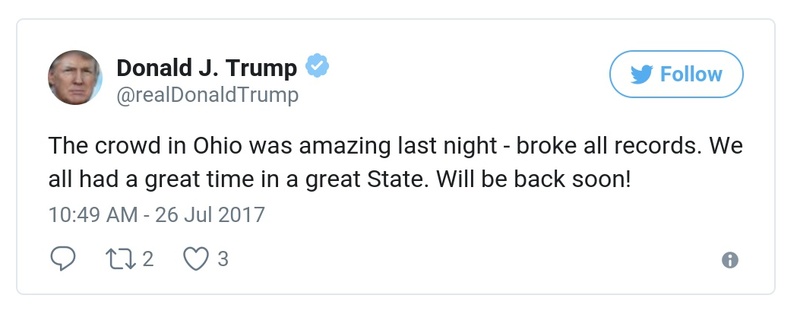 Donald J. Trump
Follow
@realDonaldTrump
The crowd in Ohio was amazing last night - broke all records. We
all had a great time in a great State. Will be back soon!
10:49 AM - 26 Jul 2017
2 3